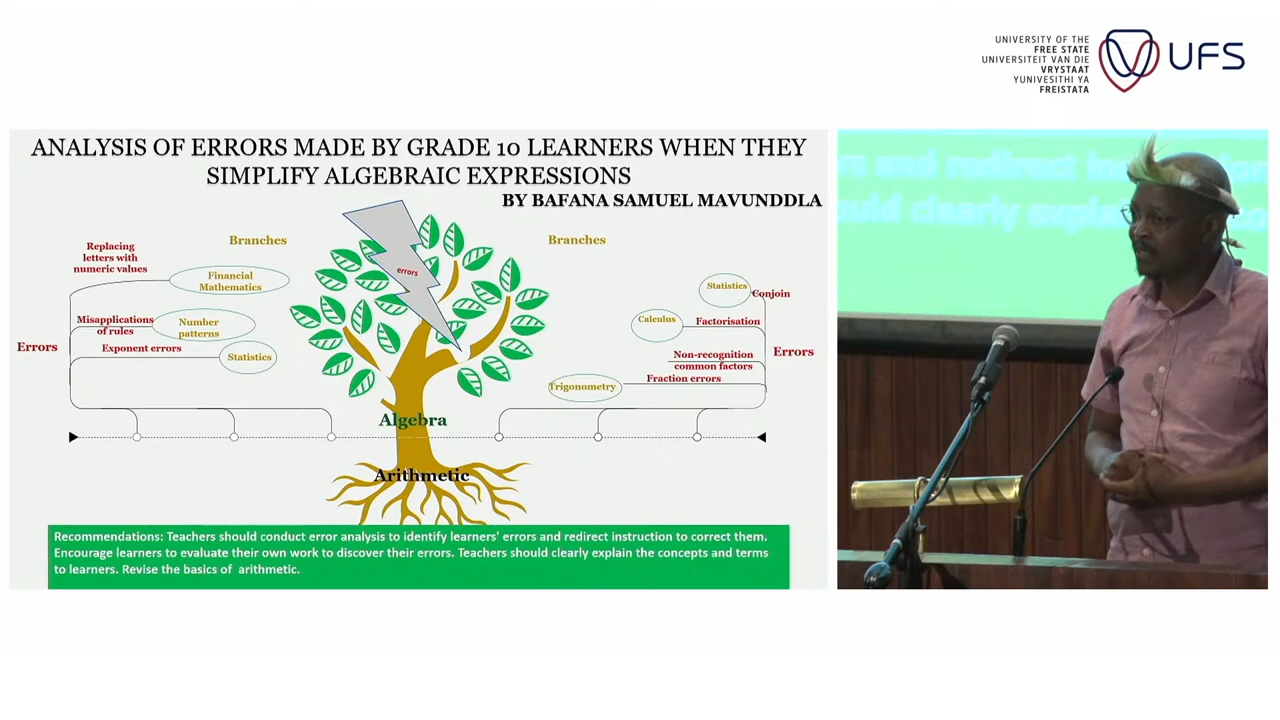 UNIVERSITY OF THE
FREE STATE
UNIVERSITEIT VAN DIE
VRYSTAAT
YUNIVESITHI YA
FREISTATA
UFS
ANALYSIS OF ERRORS MADE BY GRADE 10 LEARNERS WHEN THEY
SIMPLIFY ALGEBRAIC EXPRESSIONS
BY BAFANA SAMUEL MAVUNDDLA
Branches
Branches
errors
Replacing
letters with
numeric values
Financial
Mathematics
Misapplications
of rules
Number
patterns
Exponent errors
Statistics
Errors
Statistics
Conjoin
Calculus
Factorisation
Non-recognition
common factors
Fraction errors
Trigonometry
Errors
Algebra
Arithmetic
Recommendations: Teachers should conduct error analysis to identify learners' errors and redirect instruction to correct them.
Encourage learners to evaluate their own work to discover their errors. Teachers should clearly explain the concepts and terms
to learners. Revise the basics of arithmetic.
and redirect
clearly